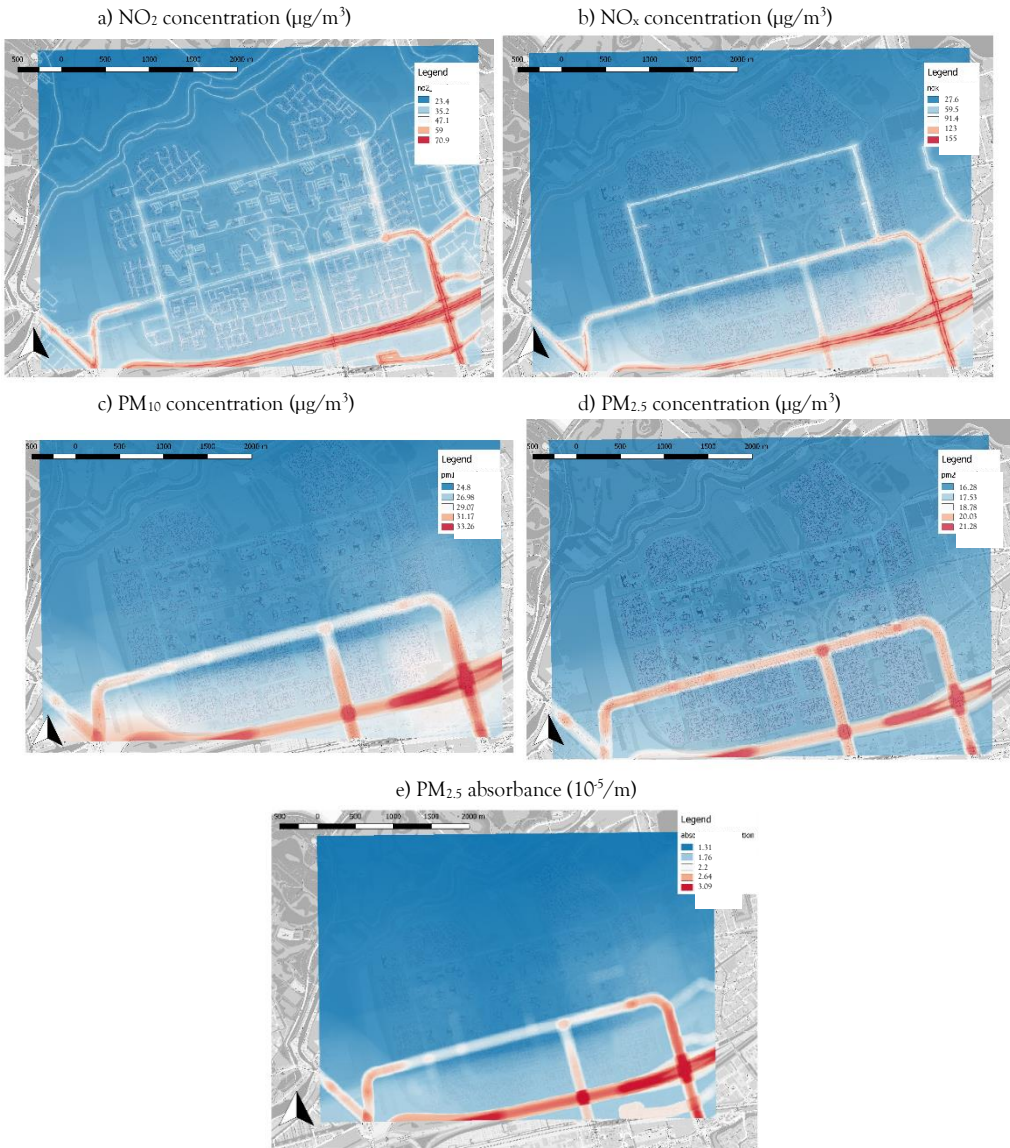 a) NO₂ concentration (µg/m³)
b) NOₓ concentration (µg/m³)
500 0 500 1000 1500 2000 m
Legend
no2_
23.4
35.2
47.1
59
70.9
500 0 500 1000 1500 2000 m
Legend
nox
27.6
59.5
91.4
123
155
c) PM₁₀ concentration (µg/m³)
d) PM₂.₅ concentration (µg/m³)
500 0 500 1000 1500 2000 m
Legend
pm1
24.8
26.98
29.07
31.17
33.26
500 0 500 1000 1500 2000 m
Legend
pm2
16.28
17.53
18.78
20.03
21.28
e) PM₂.₅ absorbance (10⁻⁵/m)
500 0 500 1000 1500 2000 m
Legend
tion
1.31
1.76
2.2
2.64
3.09